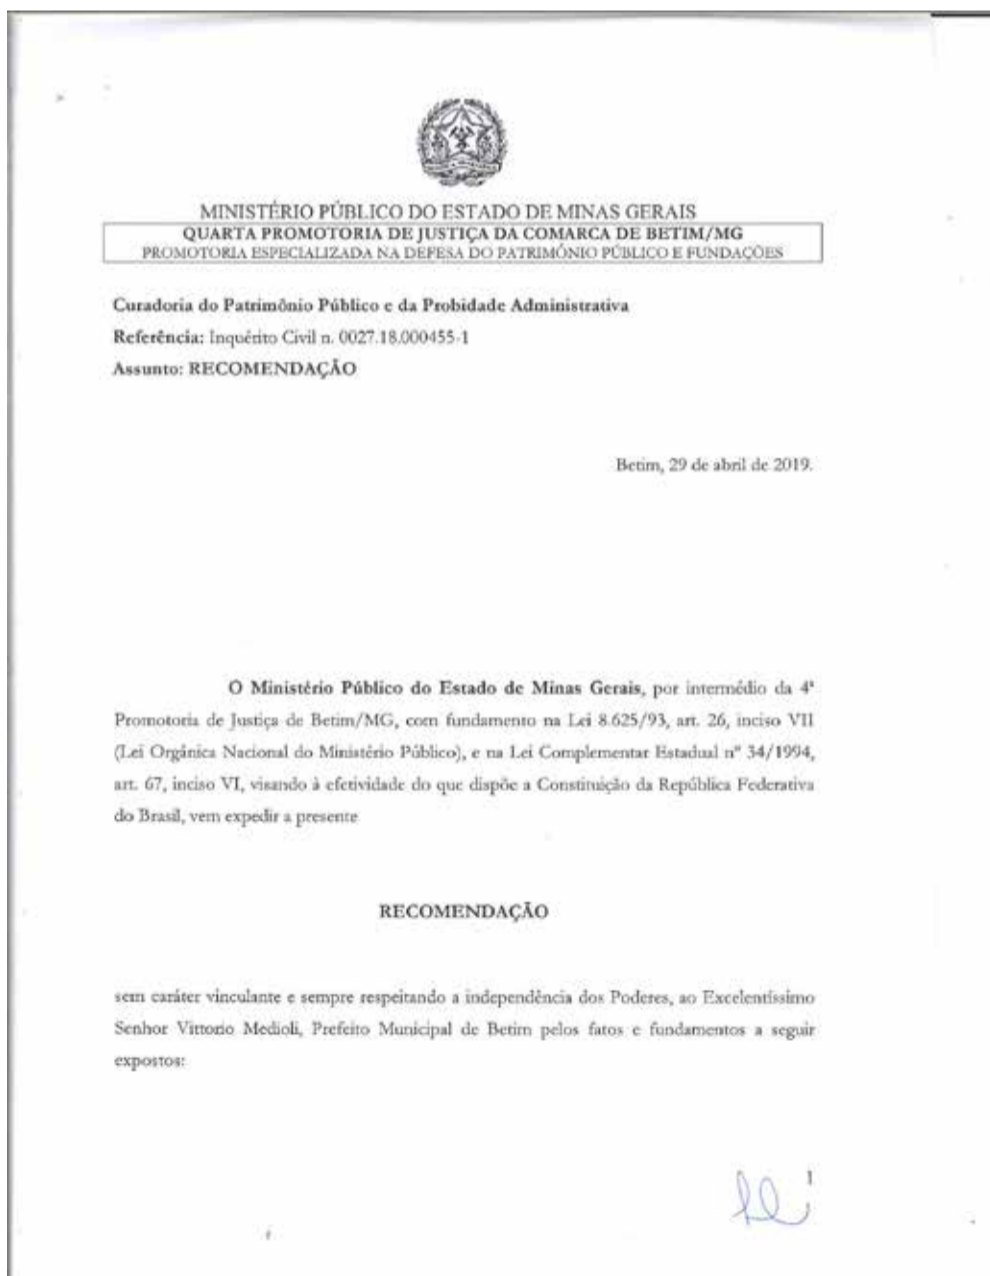 MINISTÉRIO PÚBLICO DO ESTADO DE MINAS GERAIS
QUARTA PROMOTORIA DE JUSTIÇA DA COMARCA DE BETIM/MG
PROMOTORIA ESPECIALIZADA NA DEFESA DO PATRIMÔNIO PÚBLICO E FUNDAÇÕES
Curadoria do Patrimônio Público e da Probidade Administrativa
Referência: Inquérito Civil n. 0027.18.000455-1
Assunto: RECOMENDAÇÃO
Betim, 29 de abril de 2019.
O Ministério Público do Estado de Minas Gerais, por intermédio da 4ª
Promotoria de Justiça de Betim/MG, com fundamento na Lei 8.625/93, art. 26, inciso VII
(Lei Orgânica Nacional do Ministério Público), e na Lei Complementar Estadual nº 34/1994,
art. 67, inciso VI, visando à efetividade do que dispõe a Constituição da República Federativa
do Brasil, vem expedir a presente
RECOMENDAÇÃO
sem caráter vinculante e sempre respeitando a independência dos Poderes, ao Excelentíssimo
Senhor Vittorio Medioli, Prefeito Municipal de Betim pelos fatos e fundamentos a seguir
expostos:
1